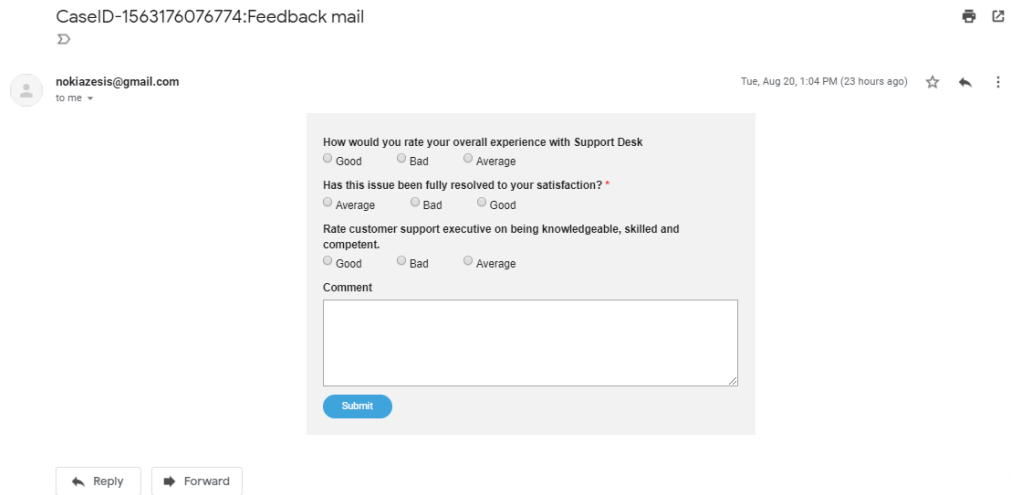 CaseID-1563176076774:Feedback mail
nokiazesis@gmail.com
Tue, Aug 20, 1:04 PM (23 hours ago)
to me
How would you rate your overall experience with Support Desk
Good Bad Average
Has this issue been fully resolved to your satisfaction? *
Average Bad Good
Rate customer support executive on being knowledgeable, skilled and
competent.
Good Bad Average
Comment
Submit
Reply Forward